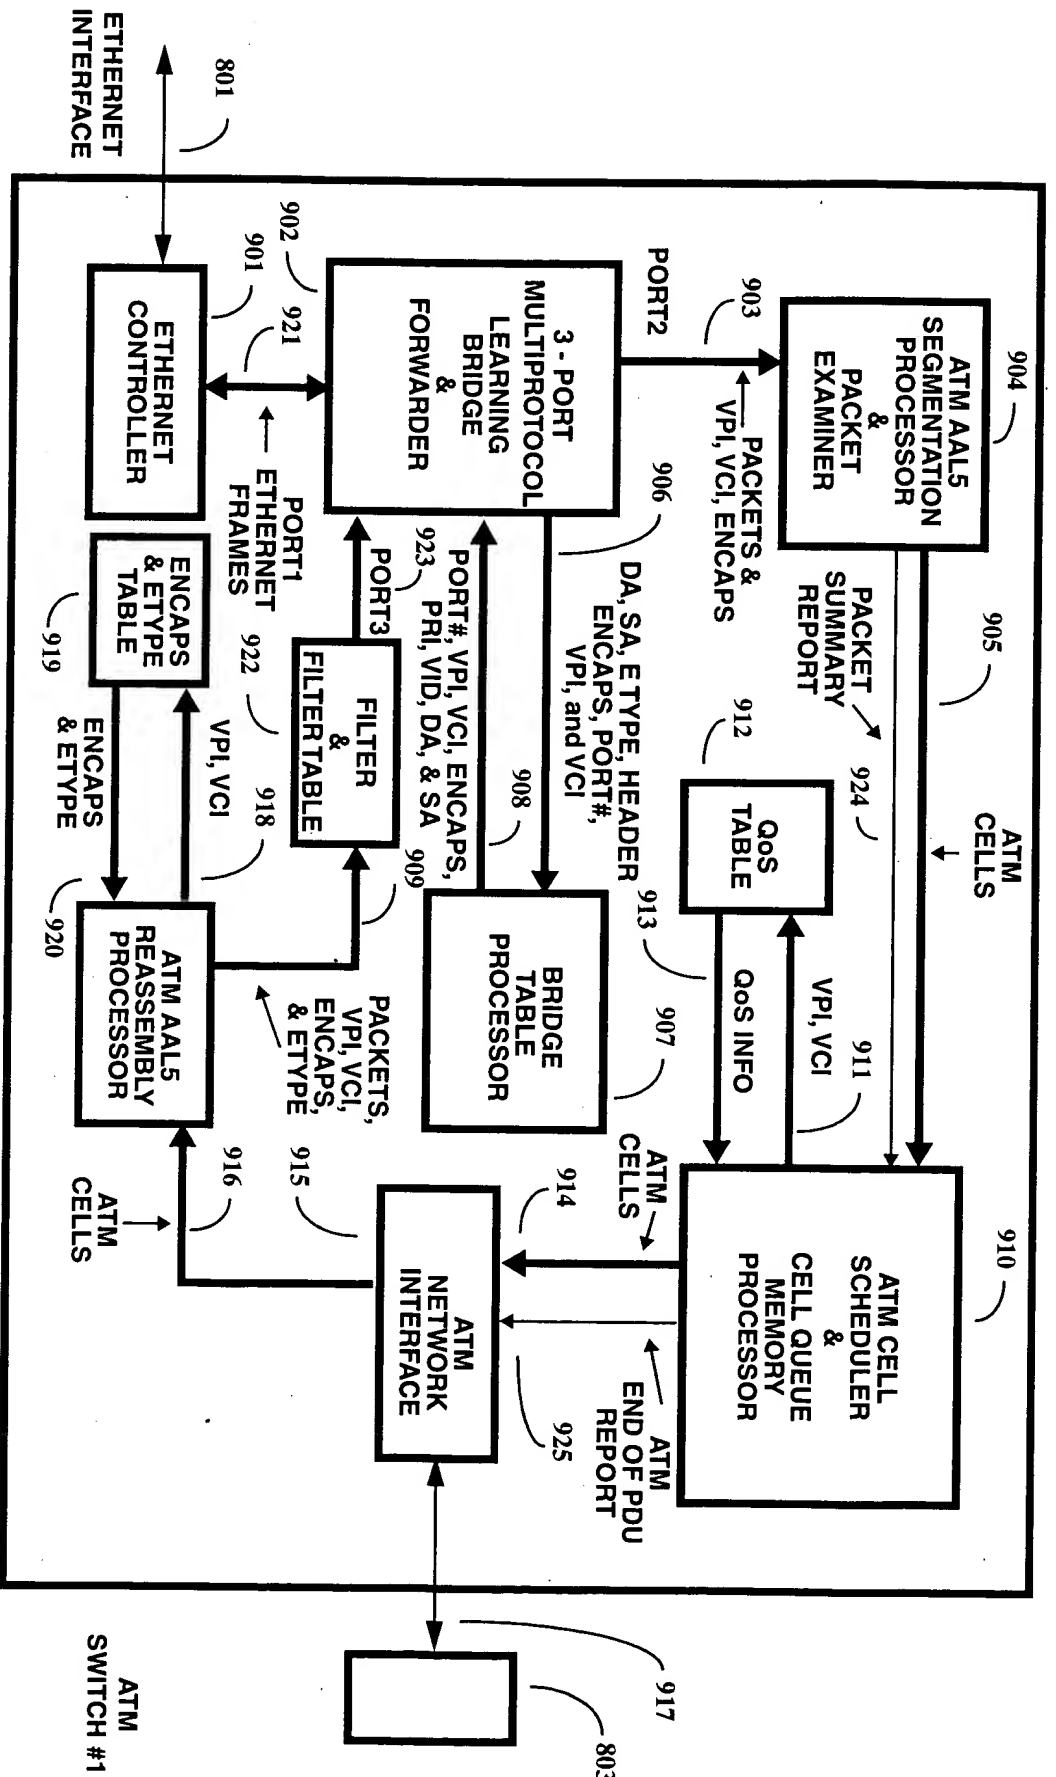 904
ATM AAL5
SEGMENTATION
PROCESSOR
&
PACKET
EXAMINER
905
ATM
CELLS
PACKET
SUMMARY
REPORT
924
910
ATM CELL
SCHEDULER
&
CELL QUEUE
MEMORY
PROCESSOR
903
PORT2
PACKETS &
VPI, VCI, ENCAPS
912
QoS
TABLE
VPI, VCI
911
QoS INFO
913
902
3 - PORT
MULTIPROTOCOL
LEARNING
BRIDGE
&
FORWARDER
906
DA, SA, E TYPE, HEADER
ENCAPS, PORT#,
VPI, and VCI
907
BRIDGE
TABLE
PROCESSOR
908
PORT#, VPI, VCI, ENCAPS,
PRI, VID, DA, & SA
923
PORT3
909
ATM
CELLS
914
ATM
END OF PDU
REPORT
925
915
ATM
NETWORK
INTERFACE
917
803
ATM
SWITCH #1
922
FILTER
&
FILTER TABLE
PACKETS,
VPI, VCI,
ENCAPS,
& ETYPE
921
PORT1
ETHERNET
FRAMES
801
ETHERNET
INTERFACE
901
ETHERNET
CONTROLLER
919
ENCAPS
& ETYPE
TABLE
VPI, VCI
918
ENCAPS
& ETYPE
920
ATM AAL5
REASSEMBLY
PROCESSOR
916
ATM
CELLS